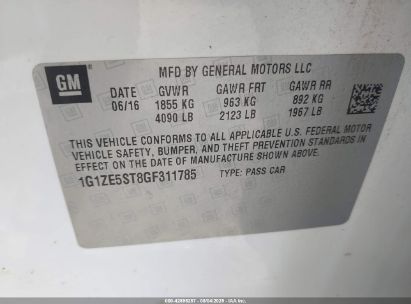 GM
MFD BY GENERAL MOTORS LLC
DATE GVWR GAWR FRT GAWR RR
06/16 1855 KG 963 KG 892 KG
4090 LB 2123 LB 1967 LB
THIS VEHICLE CONFORMS TO ALL APPLICABLE U.S. FEDERAL MOTOR
VEHICLE SAFETY, BUMPER, AND THEFT PREVENTION STANDARDS IN
EFFECT ON THE DATE OF MANUFACTURE SHOWN ABOVE.
1G1ZE5ST8GF311785 TYPE: PASS CAR